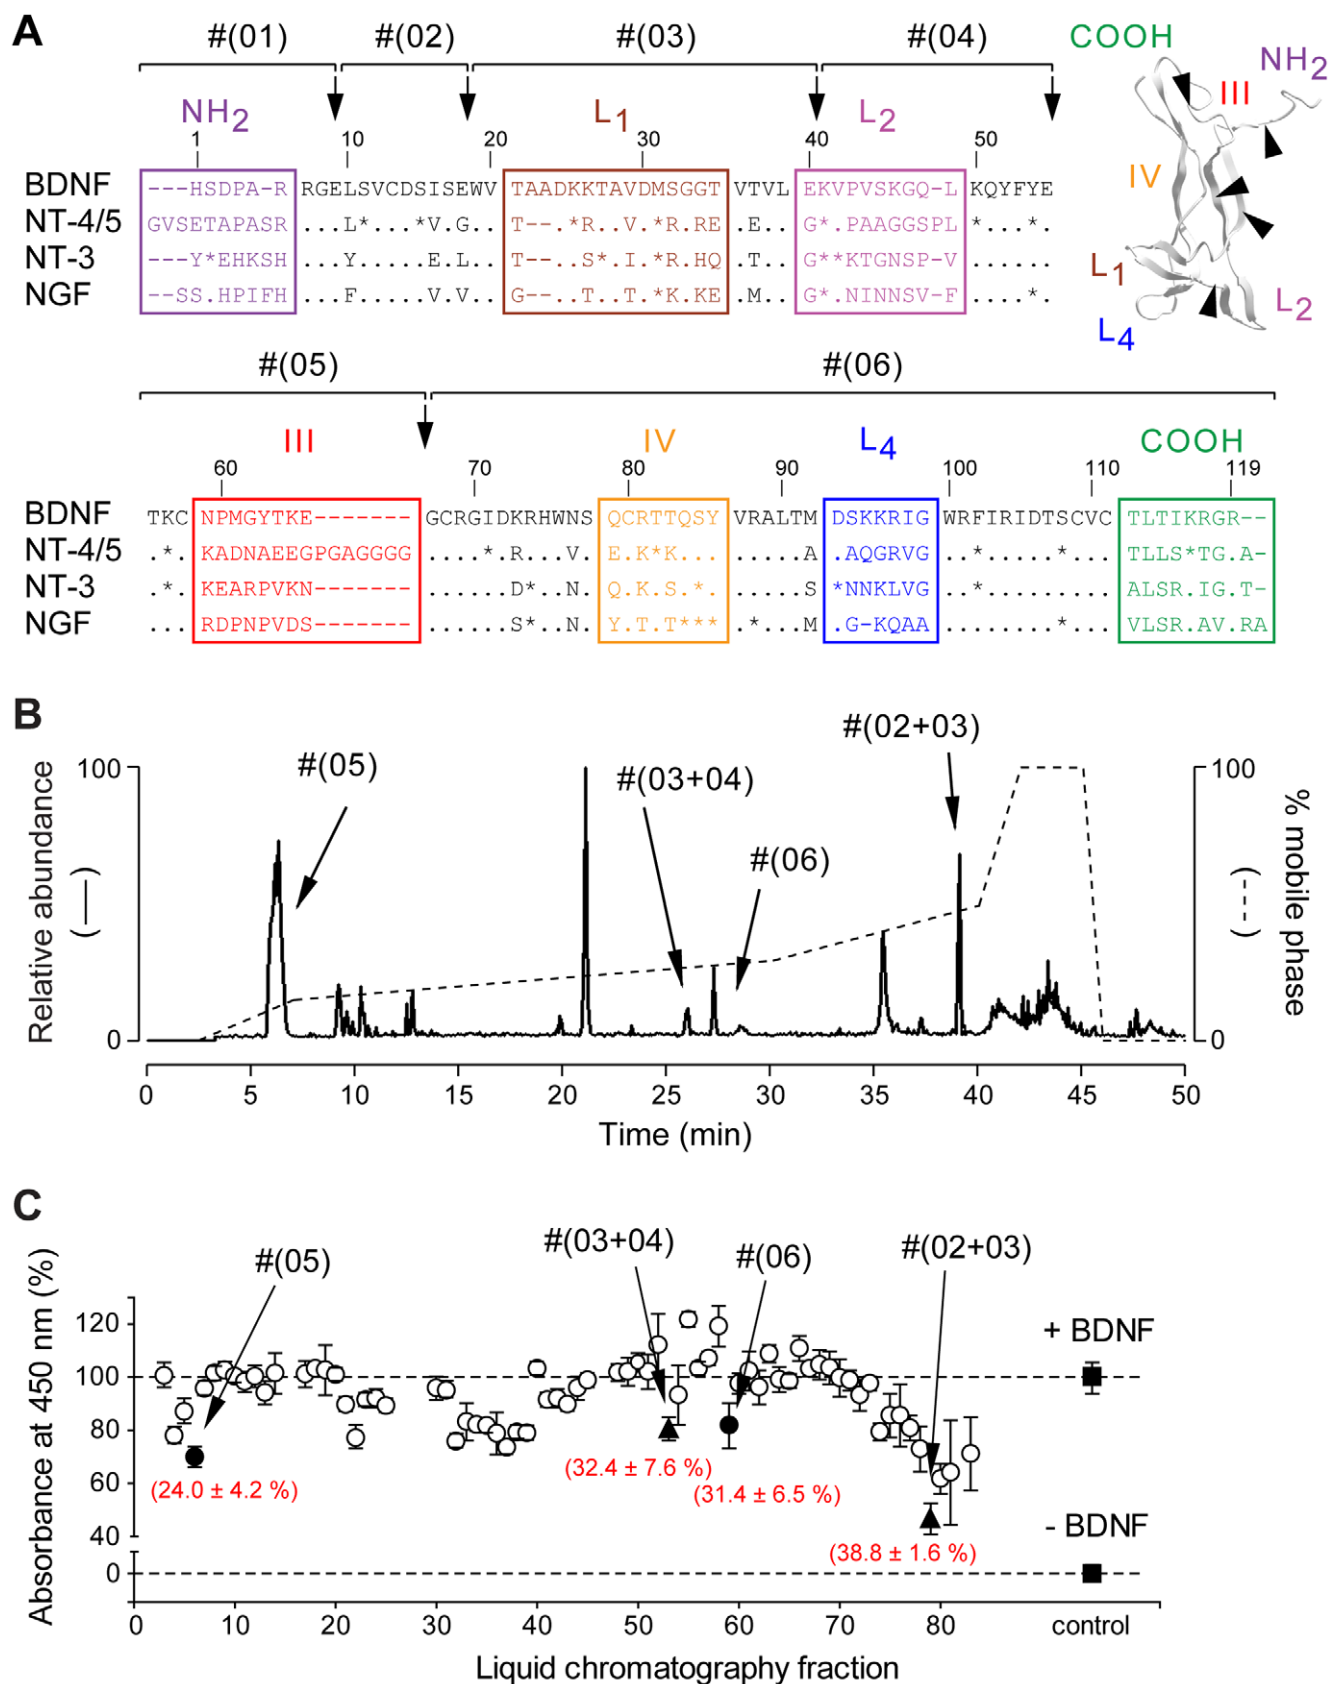 A
#(01) #(02) #(03) #(04)
COOH
NH2
III
IV
L1
L2
L4
NH2 L1 L2
1 10 20 30 40 50
BDNF ---HSDPA-R RGELSVCDSISEWV TAADKKTAVDMSGGT VTVL EKVPVSKGQ-L KQYFYE
NT-4/5 GVSETAPASR ...L*...*V.G.. T--.*R..V.*R.RE .E.. G*.PAAGGSPL *...*.
NT-3 ---Y*EHKSH ...Y....E.L.. T--..S*.I.*R.HQ .T.. G**KTGNSP-V ......
NGF --SS.HPIFH ...F....V.V.. G--..T..T.*K.KE .M.. G*.NINNSV-F ....*.
#(05) #(06)
III IV L4 COOH
60 70 80 90 100 110 119
BDNF TKC NPMGYTKE------- GCRGIDKRHWNS QCRTTQSY VRALTM DSKKRIG WRFIRIDTSCVC TLTIKRGR--
NT-4/5 .*. KADNAEEGPGAGGGG ....*.R...V. E.K*K... .....A .AQGRVG ..*.....*... TLLS*TG.A-
NT-3 .*. KEARPVKN------- ......D*..N. Q.K.S.*. .....S *NNKLVG ..*......... ALSR.IG.T-
NGF ... RDPNPVDS------- ......S*..N. Y.T.T*** .*...M .G-KQAA ........*... VLSR.AV.RA
B
#(02+03)
#(05)
#(03+04)
#(06)
100
0
Relative abundance
(—)
100
0
% mobile phase
(---)
0 5 10 15 20 25 30 35 40 45 50
Time (min)
C
#(05)
#(03+04)
#(06)
#(02+03)
Absorbance at 450 nm (%)
120
100
80
60
40
0
+ BDNF
- BDNF
(24.0 ± 4.2 %)
(32.4 ± 7.6 %)
(31.4 ± 6.5 %)
(38.8 ± 1.6 %)
0 10 20 30 40 50 60 70 80 control
Liquid chromatography fraction